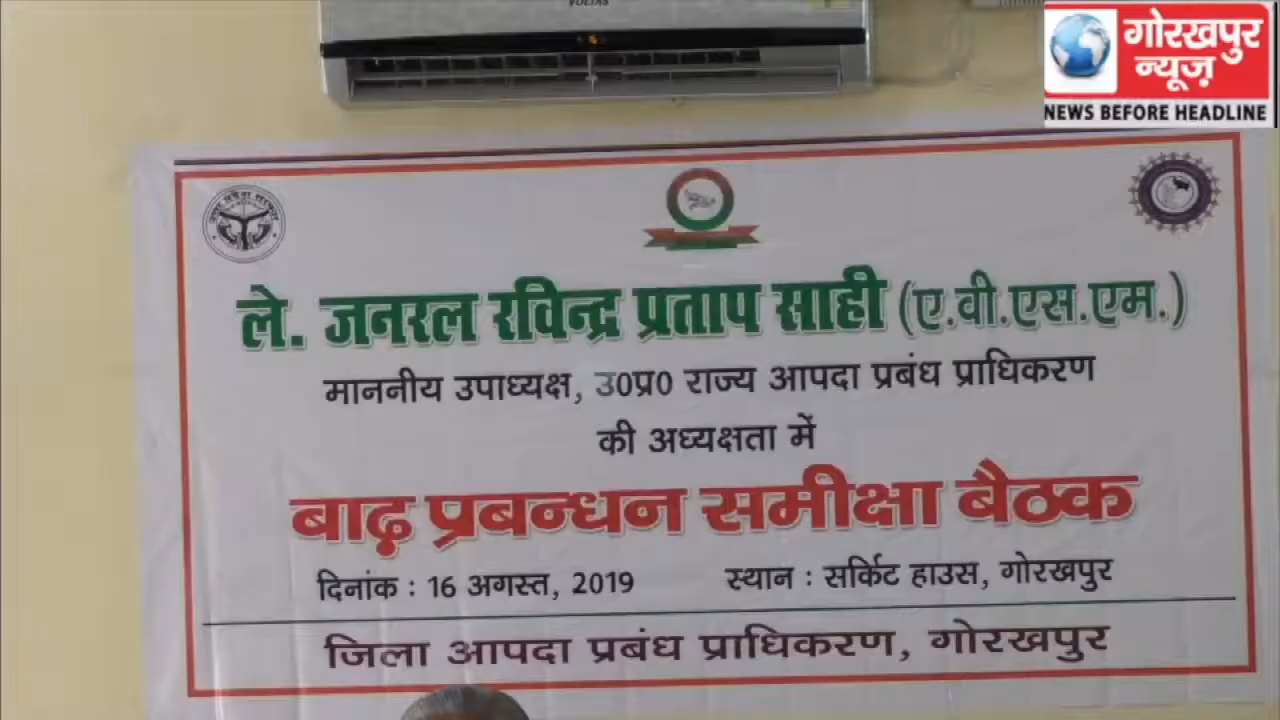 VOLTAS
गोरखपुर
न्यूज़
NEWS BEFORE HEADLINE
ले. जनरल रविन्द्र प्रताप साही (ए.वी.एस.एम.)
माननीय उपाध्यक्ष, उ0प्र0 राज्य आपदा प्रबंध प्राधिकरण
की अध्यक्षता में
बाढ़ प्रबन्धन समीक्षा बैठक
दिनांक : 16 अगस्त, 2019 स्थान : सर्किट हाउस, गोरखपुर
जिला आपदा प्रबंध प्राधिकरण, गोरखपुर